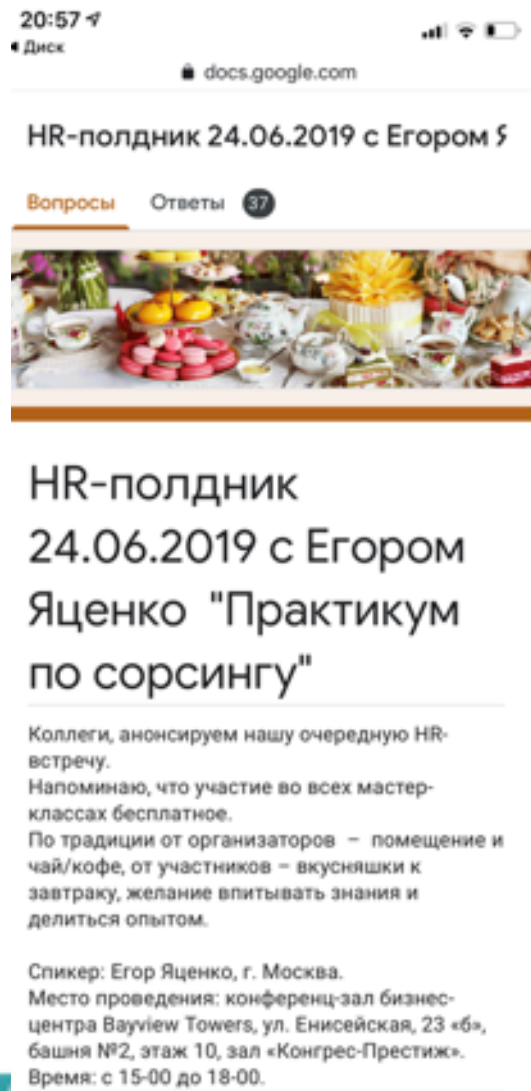 20:57
Диск
docs.google.com
HR-полдник 24.06.2019 с Егором Я
Вопросы Ответы 37
HR-полдник
24.06.2019 с Егором
Яценко "Практикум
по сорсингу"
Коллеги, анонсируем нашу очередную HR-
встречу.
Напоминаю, что участие во всех мастер-
классах бесплатное.
По традиции от организаторов – помещение и
чай/кофе, от участников – вкусняшки к
завтраку, желание впитывать знания и
делиться опытом.
Спикер: Егор Яценко, г. Москва.
Место проведения: конференц-зал бизнес-
центра Bayview Towers, ул. Енисейская, 23 «б»,
башня №2, этаж 10, зал «Конгрес-Престиж».
Время: с 15-00 до 18-00.